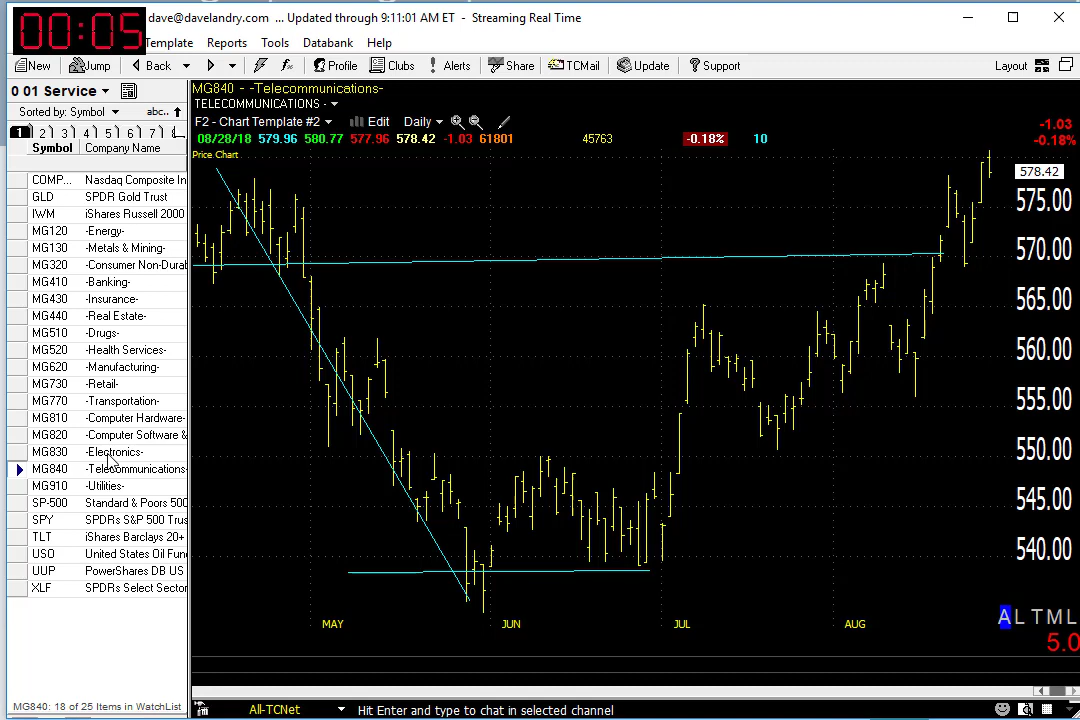 00:05
dave@davelandry.com ... Updated through 9:11:01 AM ET - Streaming Real Time
Template Reports Tools Databank Help
New Jump Back Profile Clubs Alerts Share TCMail Update Support Layout
0 01 Service
Sorted by: Symbol abc..
1 2 3 4 5 6 7
Symbol Company Name
COMP... Nasdaq Composite In
GLD SPDR Gold Trust
IWM iShares Russell 2000
MG120 -Energy-
MG130 -Metals & Mining-
MG320 -Consumer Non-Durab
MG410 -Banking-
MG430 -Insurance-
MG440 -Real Estate-
MG510 -Drugs-
MG520 -Health Services-
MG620 -Manufacturing-
MG730 -Retail-
MG770 -Transportation-
MG810 -Computer Hardware-
MG820 -Computer Software &
MG830 -Electronics-
MG840 -Telecommunications-
MG910 -Utilities-
SP-500 Standard & Poors 500
SPY SPDRs S&P 500 Trus
TLT iShares Barclays 20+
USO United States Oil Fun
UUP PowerShares DB US
XLF SPDRs Select Sector
MG840: 18 of 25 Items in WatchList
MG840 - -Telecommunications-
TELECOMMUNICATIONS -
F2 - Chart Template #2 Edit Daily
08/28/18 579.96 580.77 577.96 578.42 -1.03 61801 45763 -0.18% 10
Price Chart
-1.03
-0.18%
578.42
575.00
570.00
565.00
560.00
555.00
550.00
545.00
540.00
MAY JUN JUL AUG
A L T M L
5.0
All-TCNet Hit Enter and type to chat in selected channel